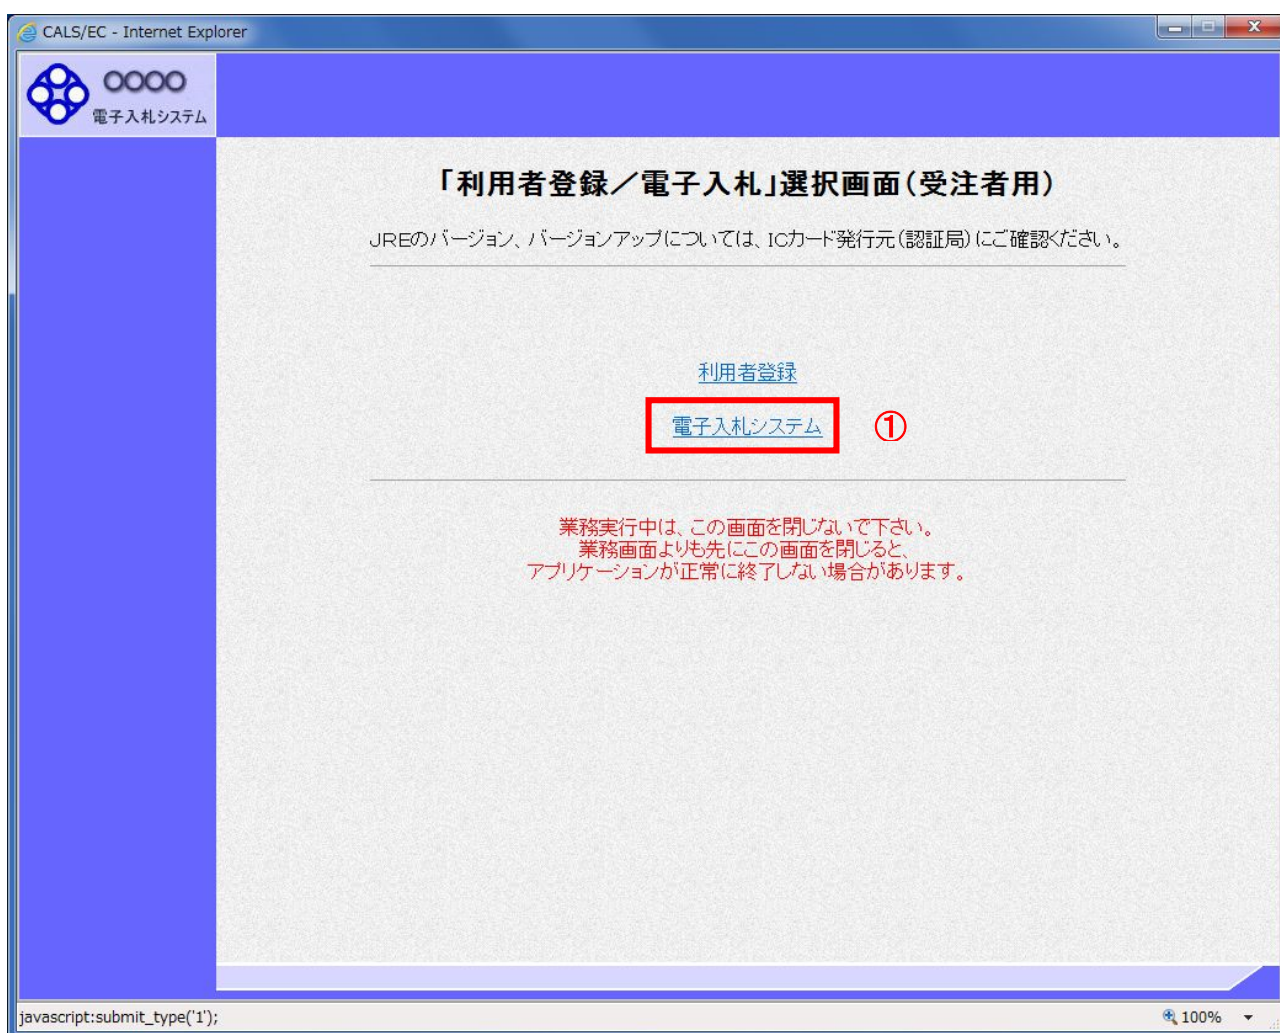 CALS/EC - Internet Explorer
○○○○
電子入札システム
「利用者登録／電子入札」選択画面（受注者用）
JREのバージョン、バージョンアップについては、ICカード発行元（認証局）にご確認ください。
利用者登録
電子入札システム ①
業務実行中は、この画面を閉じないで下さい。
業務画面よりも先にこの画面を閉じると、
アプリケーションが正常に終了しない場合があります。
javascript:submit_type('1'); 100%